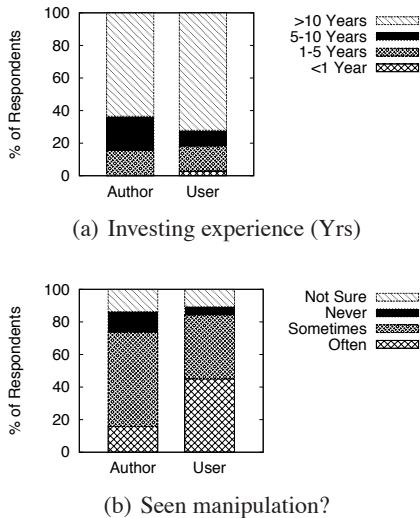 100
80
60
40
20
0
% of Respondents
Author
User
>10 Years
5-10 Years
1-5 Years
<1 Year
(a) Investing experience (Yrs)
100
80
60
40
20
0
% of Respondents
Author
User
Not Sure
Never
Sometimes
Often
(b) Seen manipulation?